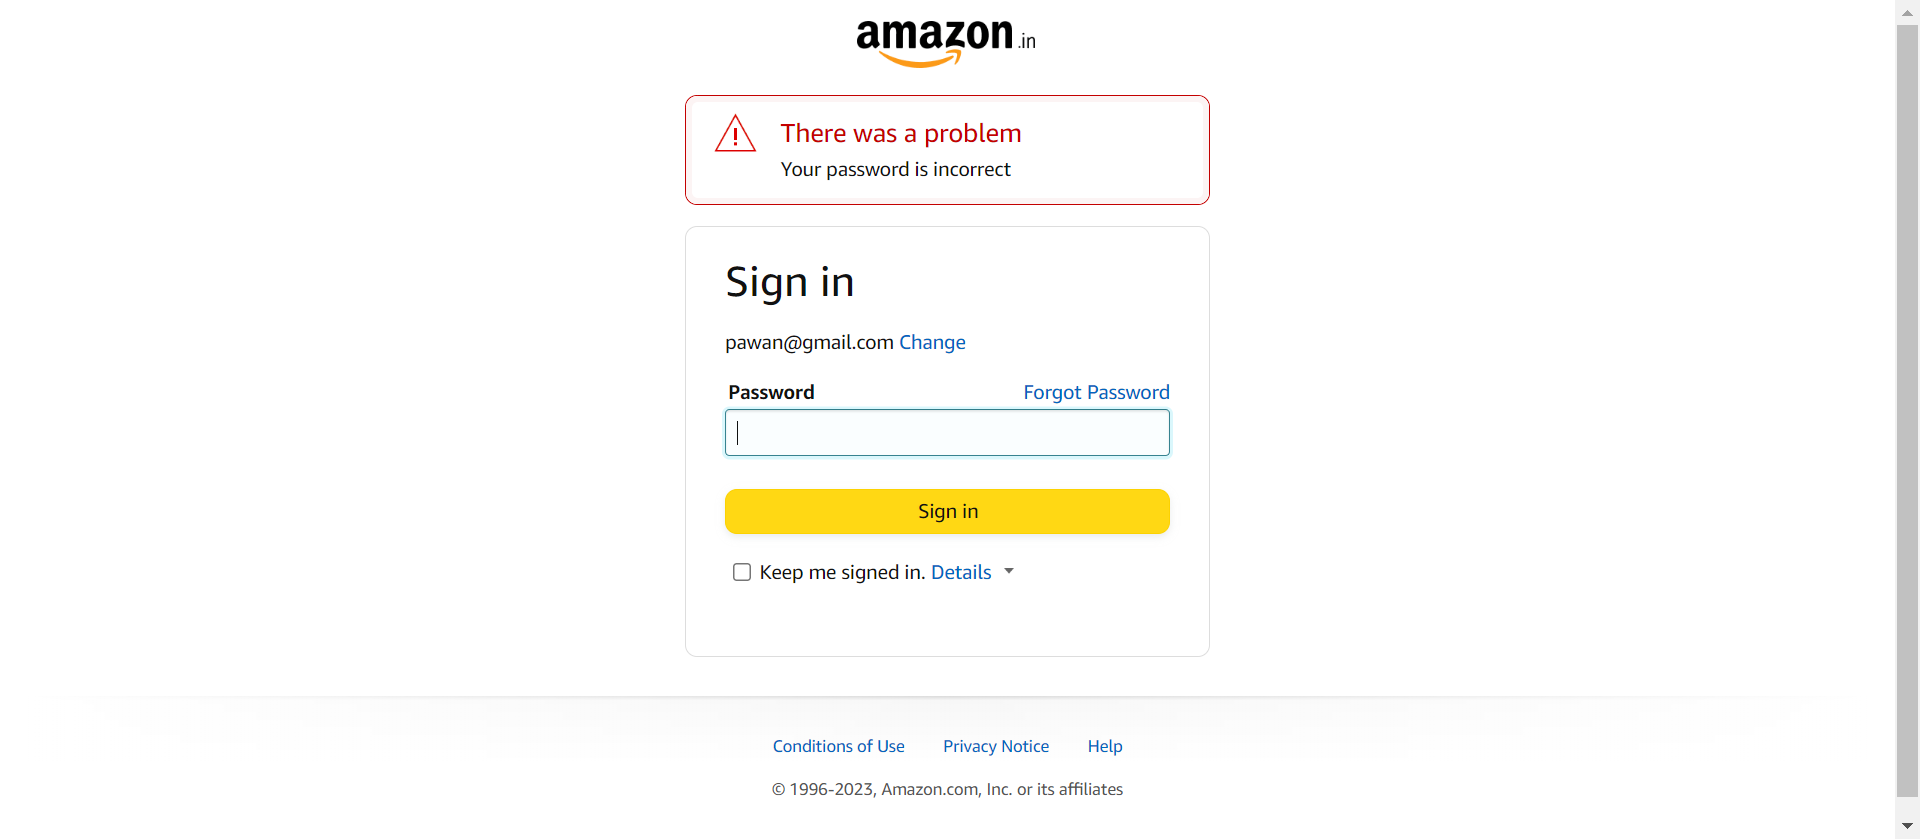 amazon.in
There was a problem
Your password is incorrect
Sign in
pawan@gmail.com Change
Password Forgot Password
Sign in
Keep me signed in. Details
Conditions of Use Privacy Notice Help
© 1996-2023, Amazon.com, Inc. or its affiliates